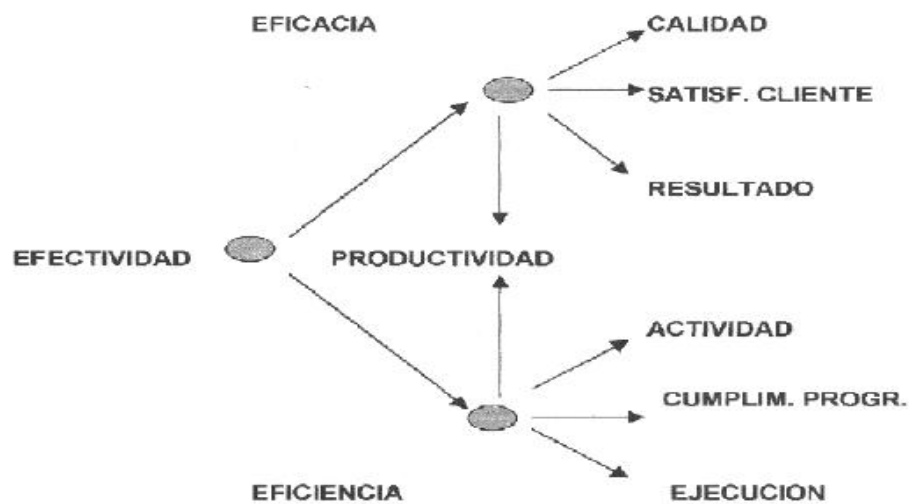 EFICACIA
CALIDAD
SATISF. CLIENTE
RESULTADO
EFECTIVIDAD
PRODUCTIVIDAD
ACTIVIDAD
CUMPLIM. PROGR.
EFICIENCIA
EJECUCION